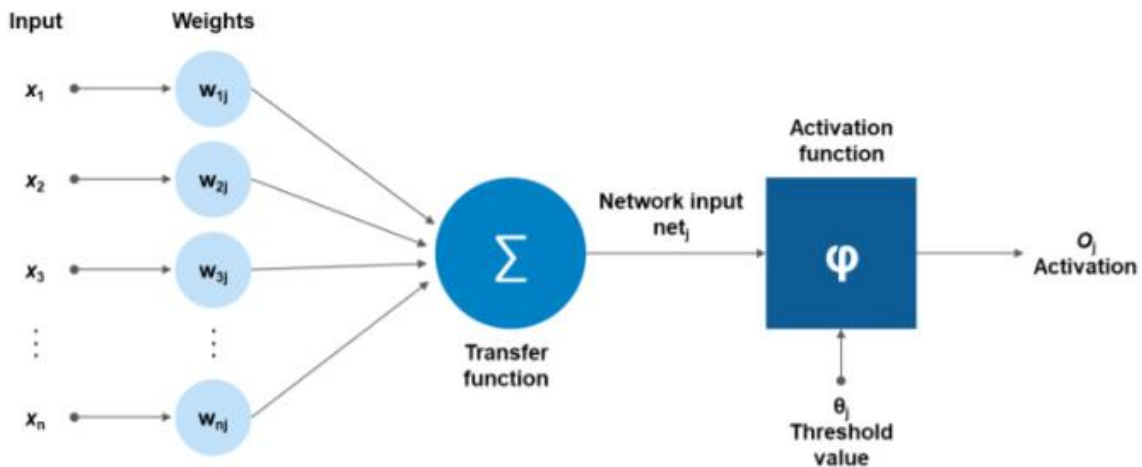 Input
Weights
x₁
w₁ⱼ
x₂
w₂ⱼ
x₃
w₃ⱼ
⋮
⋮
xₙ
wₙⱼ
Σ
Transfer
function
Network input
netⱼ
Activation
function
φ
θⱼ
Threshold
value
Oⱼ
Activation